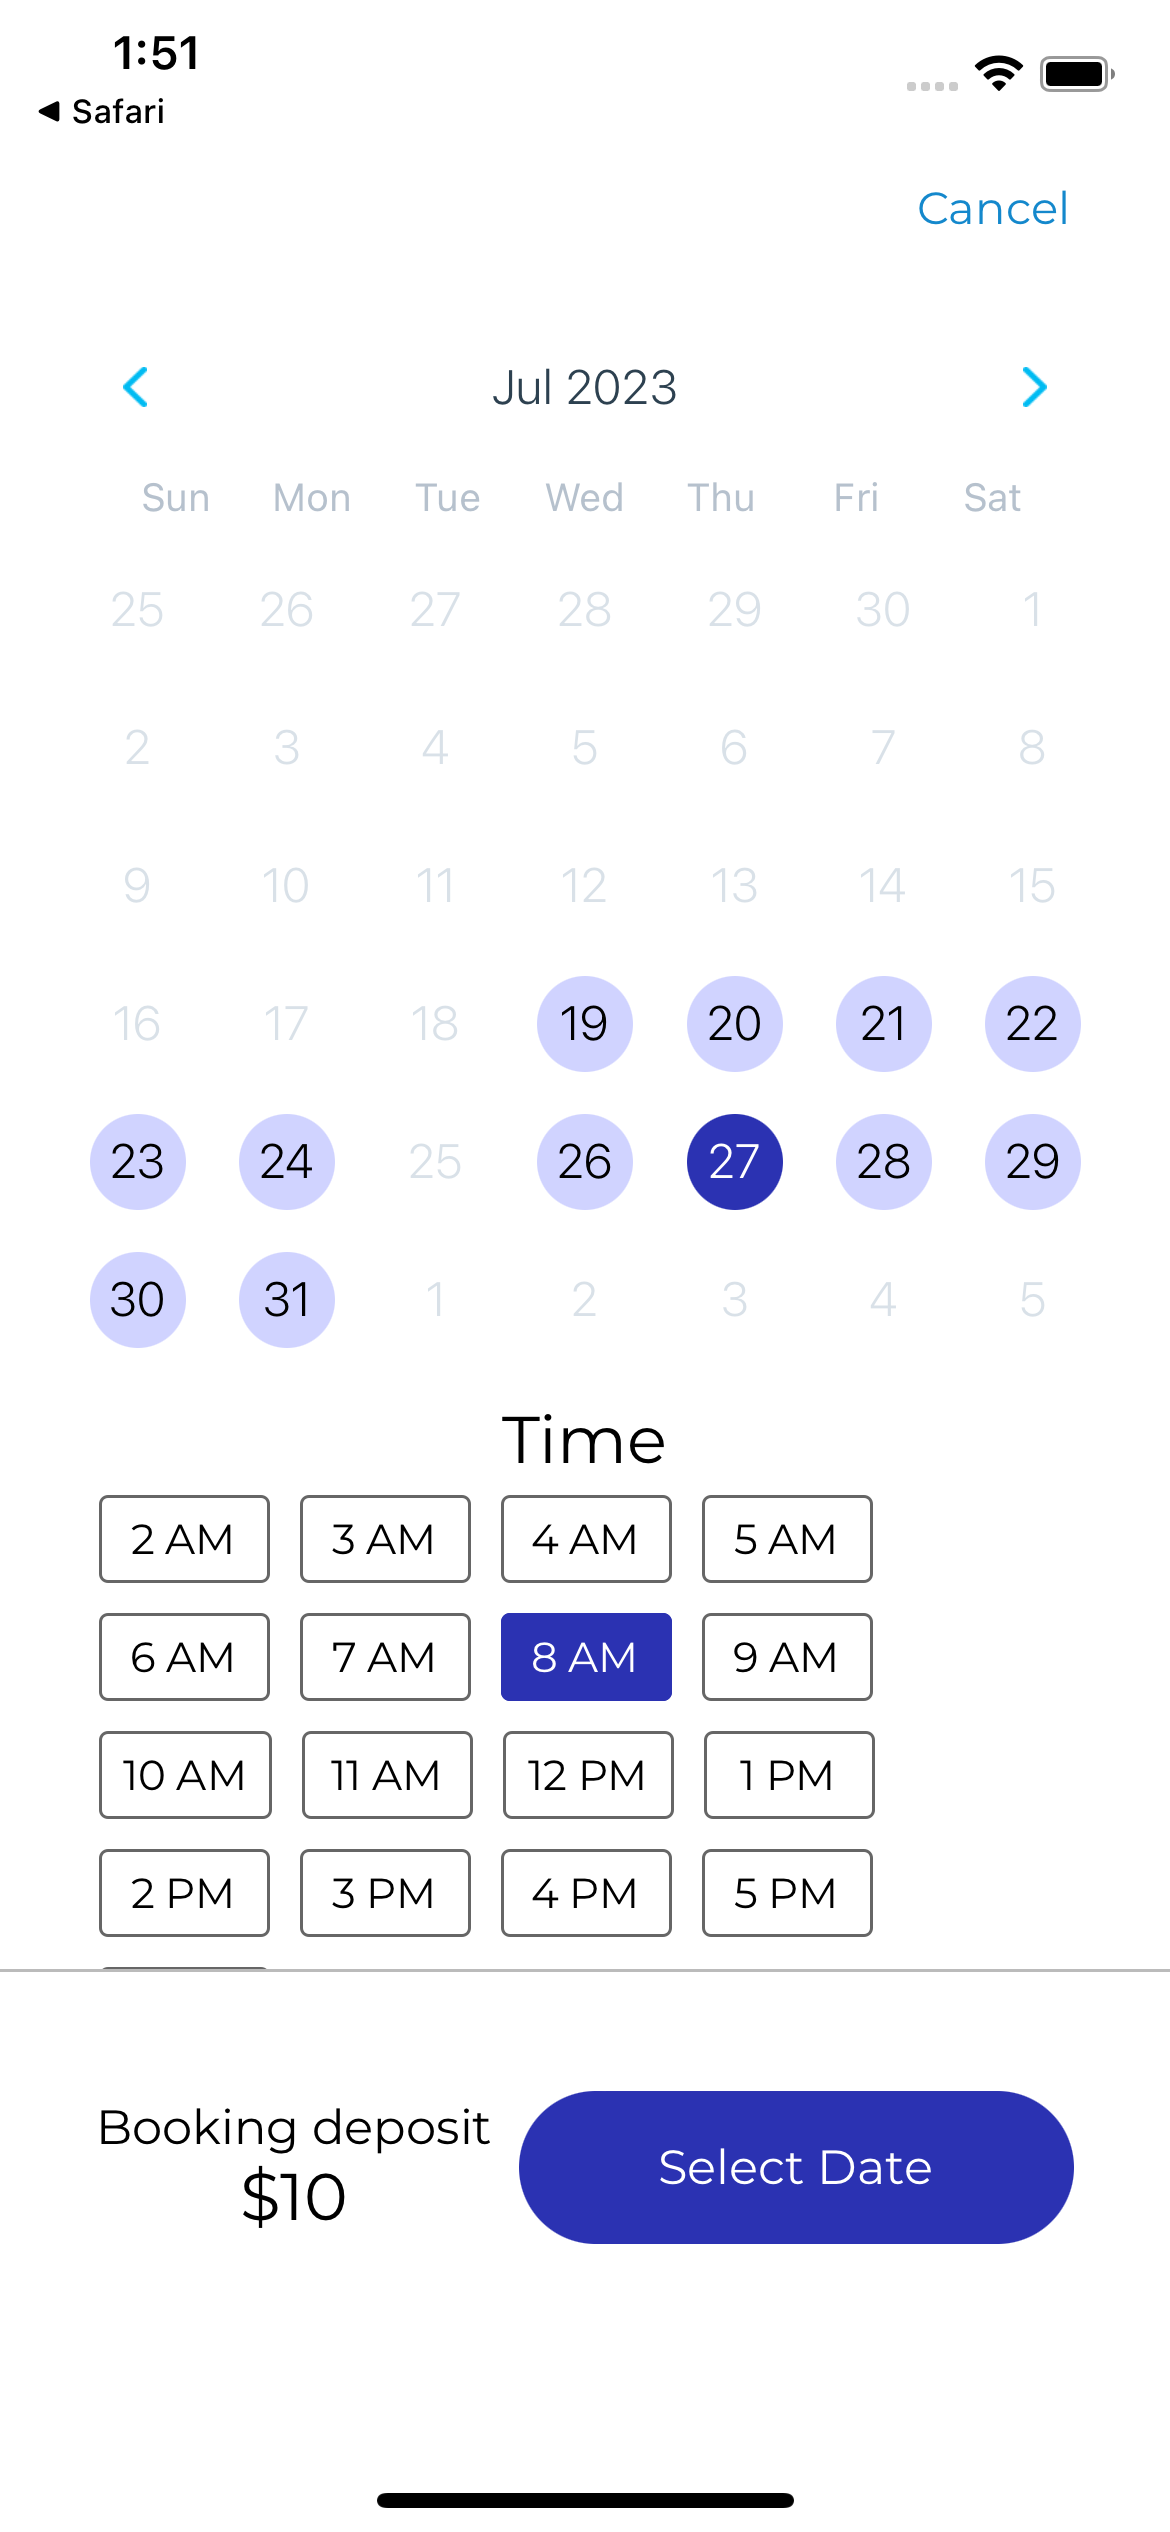 1:51
Safari
Cancel
Jul 2023
Sun Mon Tue Wed Thu Fri Sat
25 26 27 28 29 30 1
2 3 4 5 6 7 8
9 10 11 12 13 14 15
16 17 18 19 20 21 22
23 24 25 26 27 28 29
30 31 1 2 3 4 5
Time
2 AM 3 AM 4 AM 5 AM
6 AM 7 AM 8 AM 9 AM
10 AM 11 AM 12 PM 1 PM
2 PM 3 PM 4 PM 5 PM
Booking deposit
$10
Select Date